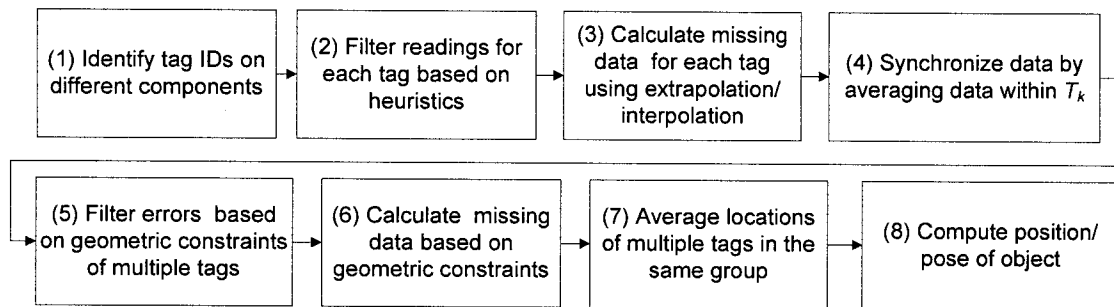 (1) Identify tag IDs on
different components
(2) Filter readings for
each tag based on
heuristics
(3) Calculate missing
data for each tag
using extrapolation/
interpolation
(4) Synchronize data by
averaging data within Tk
(5) Filter errors based
on geometric constraints
of multiple tags
(6) Calculate missing
data based on
geometric constraints
(7) Average locations
of multiple tags in the
same group
(8) Compute position/
pose of object